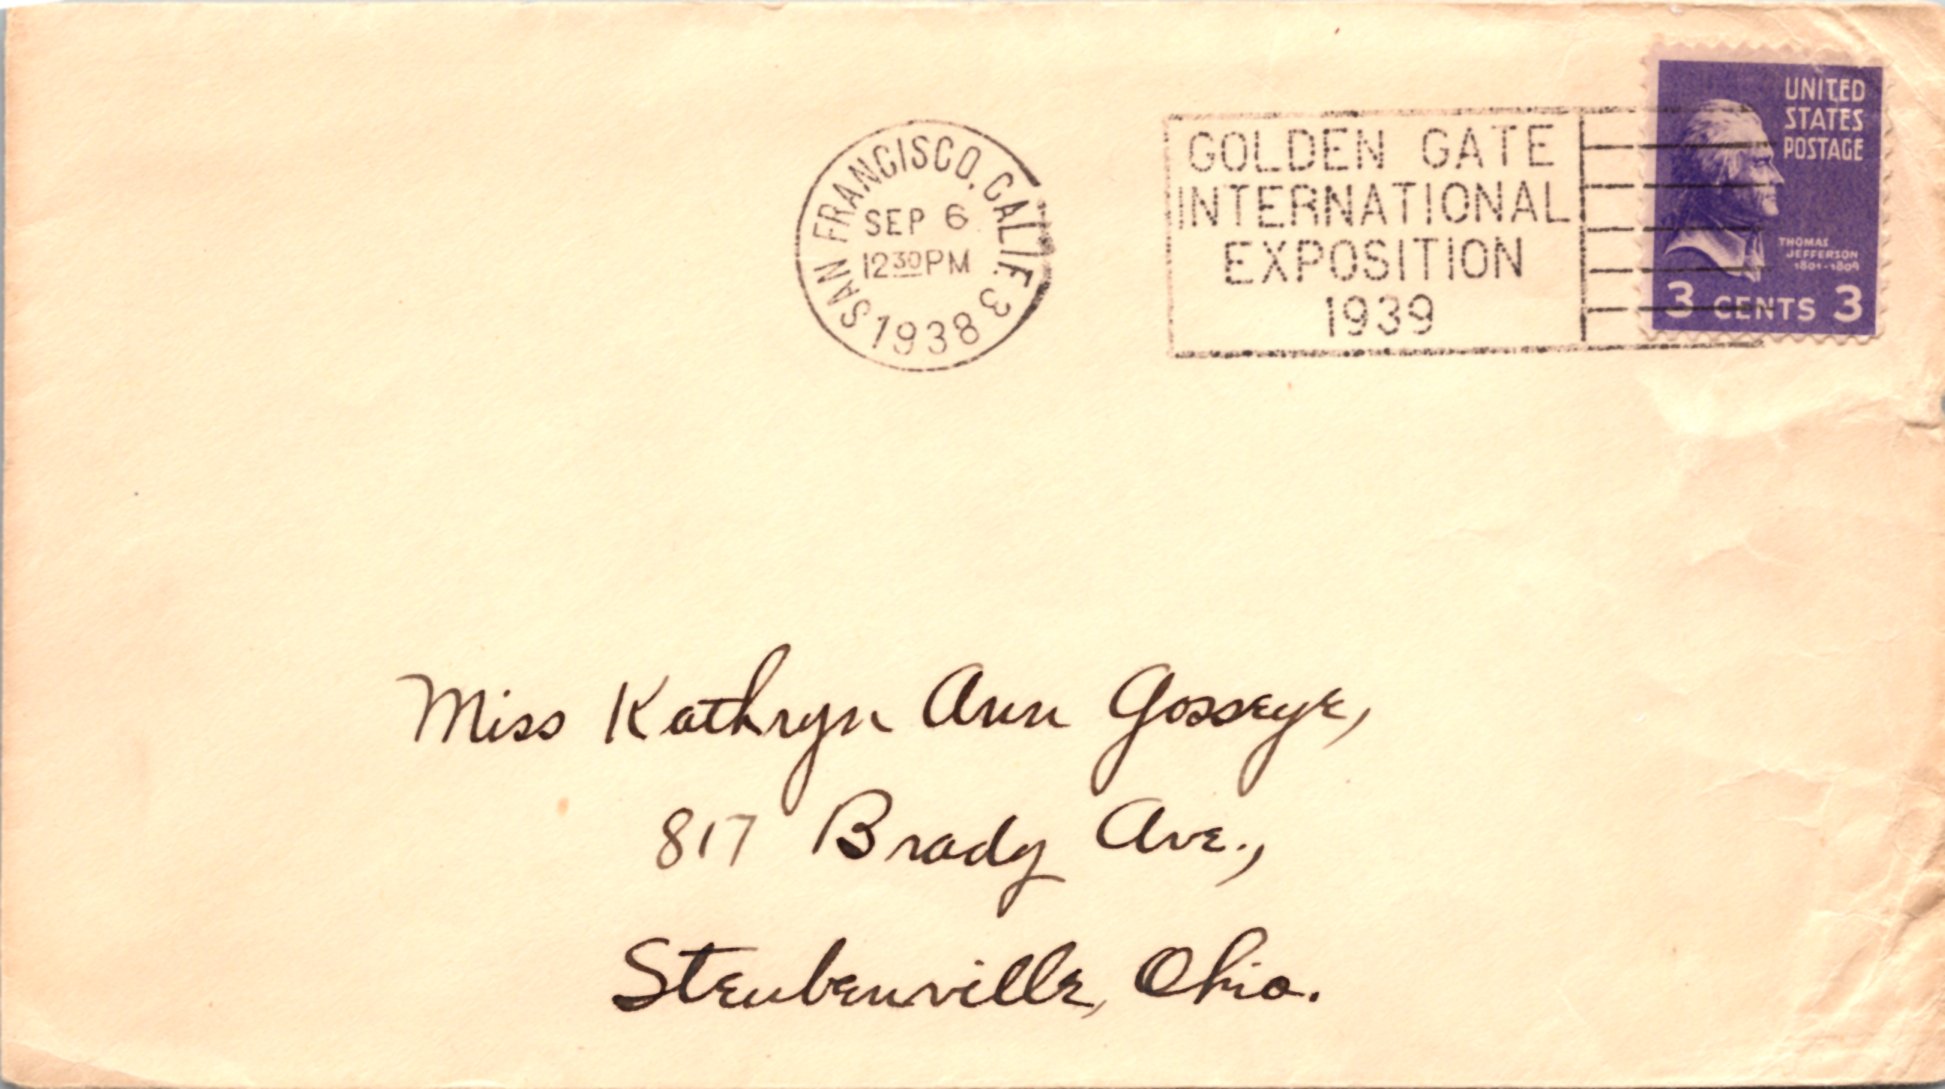 SAN FRANCISCO, CALIF. 3
SEP 6
12 30 PM
1938
GOLDEN GATE
INTERNATIONAL
EXPOSITION
1939
UNITED
STATES
POSTAGE
THOMAS
JEFFERSON
1801-1809
3 CENTS 3
Miss Kathryn Ann Gosseye,
817 Brady Ave.,
Steubenville, Ohio.